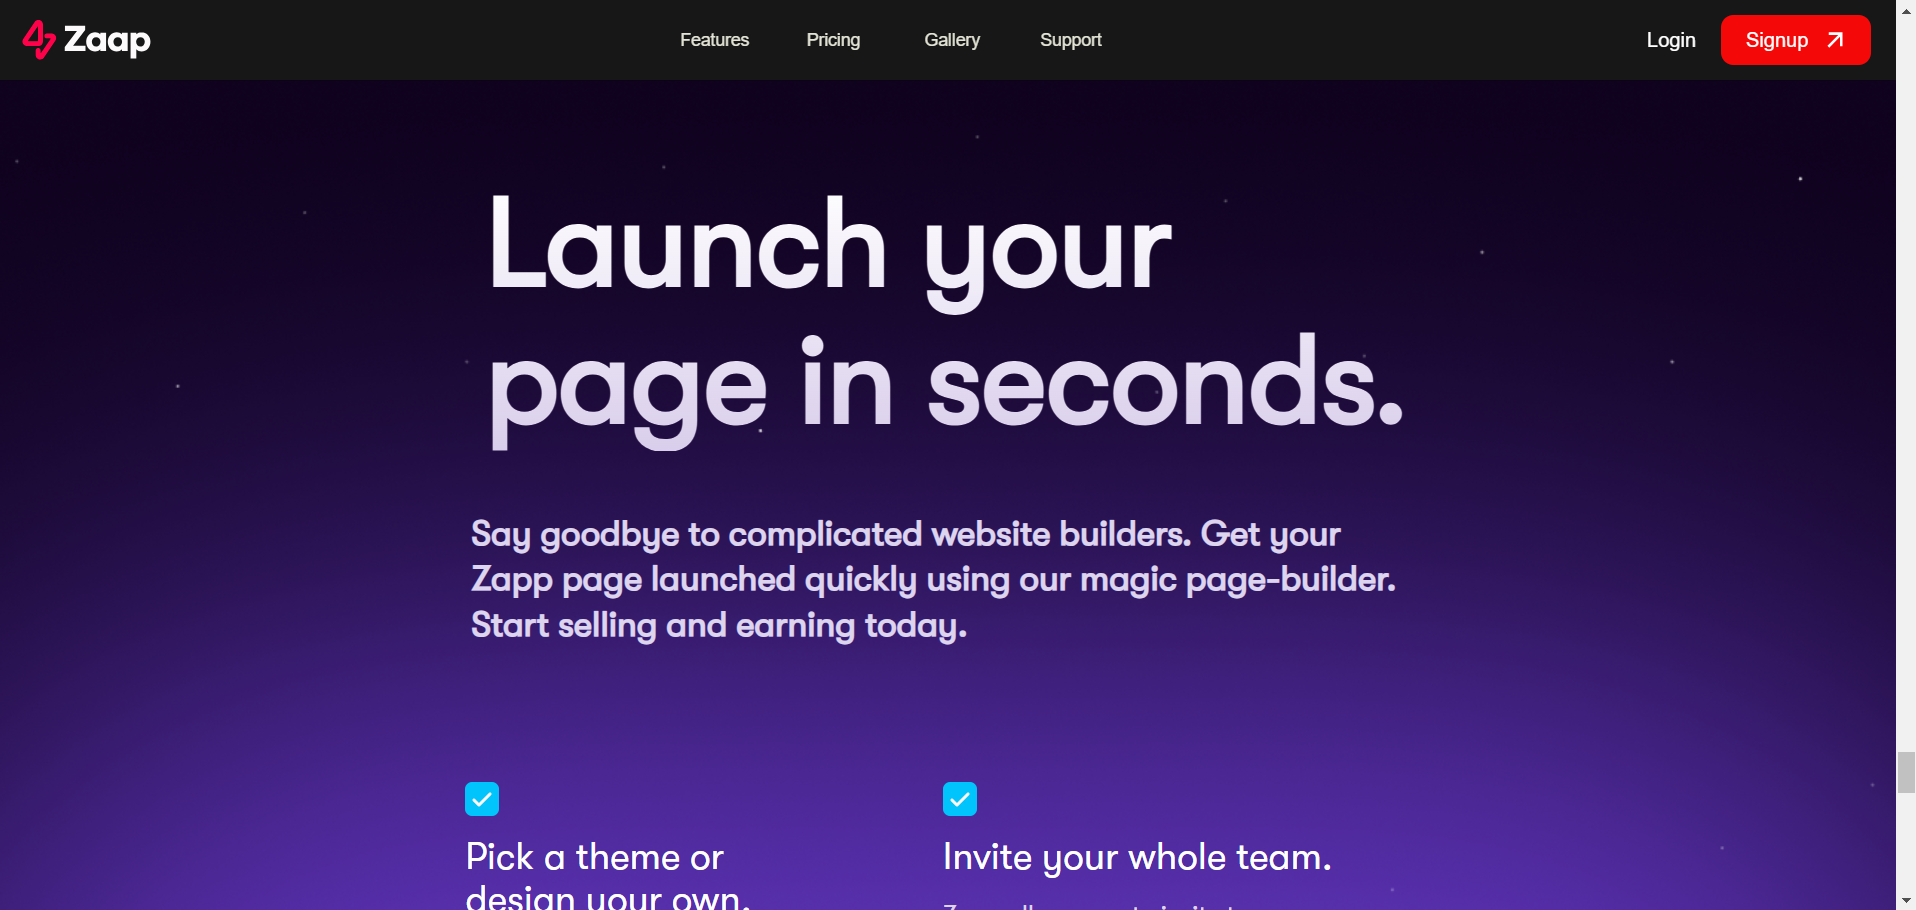 Zaap
Features Pricing Gallery Support
Login Signup
Launch your
page in seconds.
Say goodbye to complicated website builders. Get your
Zapp page launched quickly using our magic page-builder.
Start selling and earning today.
Pick a theme or
design your own.
Invite your whole team.